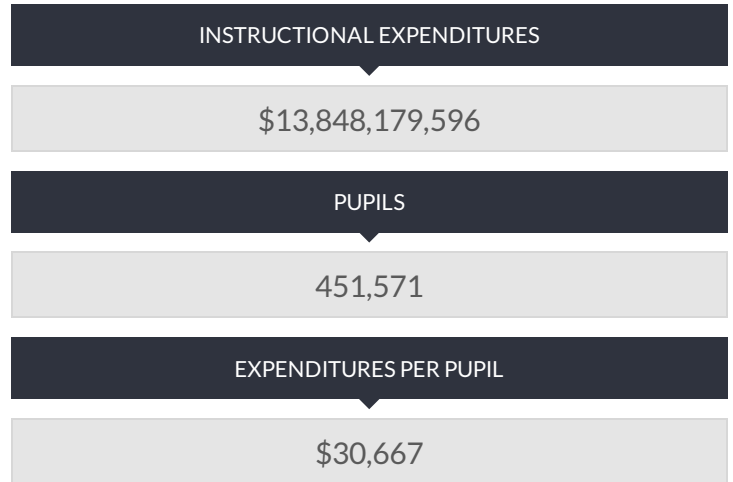 INSTRUCTIONAL EXPENDITURES
$13,848,179,596
PUPILS
451,571
EXPENDITURES PER PUPIL
$30,667